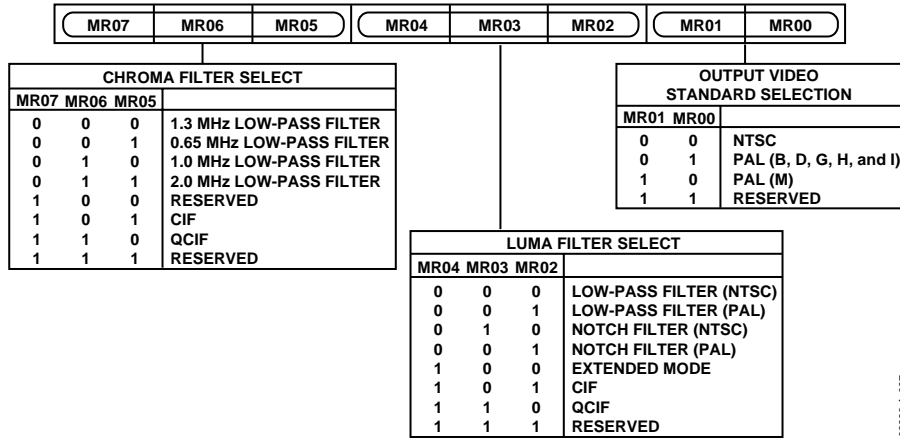 MR07 MR06 MR05 MR04 MR03 MR02 MR01 MR00
CHROMA FILTER SELECT
MR07 MR06 MR05
0 0 0 1.3 MHz LOW-PASS FILTER
0 0 1 0.65 MHz LOW-PASS FILTER
0 1 0 1.0 MHz LOW-PASS FILTER
0 1 1 2.0 MHz LOW-PASS FILTER
1 0 0 RESERVED
1 0 1 CIF
1 1 0 QCIF
1 1 1 RESERVED
OUTPUT VIDEO
STANDARD SELECTION
MR01 MR00
0 0 NTSC
0 1 PAL (B, D, G, H, and I)
1 0 PAL (M)
1 1 RESERVED
LUMA FILTER SELECT
MR04 MR03 MR02
0 0 0 LOW-PASS FILTER (NTSC)
0 0 1 LOW-PASS FILTER (PAL)
0 1 0 NOTCH FILTER (NTSC)
0 0 1 NOTCH FILTER (PAL)
1 0 0 EXTENDED MODE
1 0 1 CIF
1 1 0 QCIF
1 1 1 RESERVED